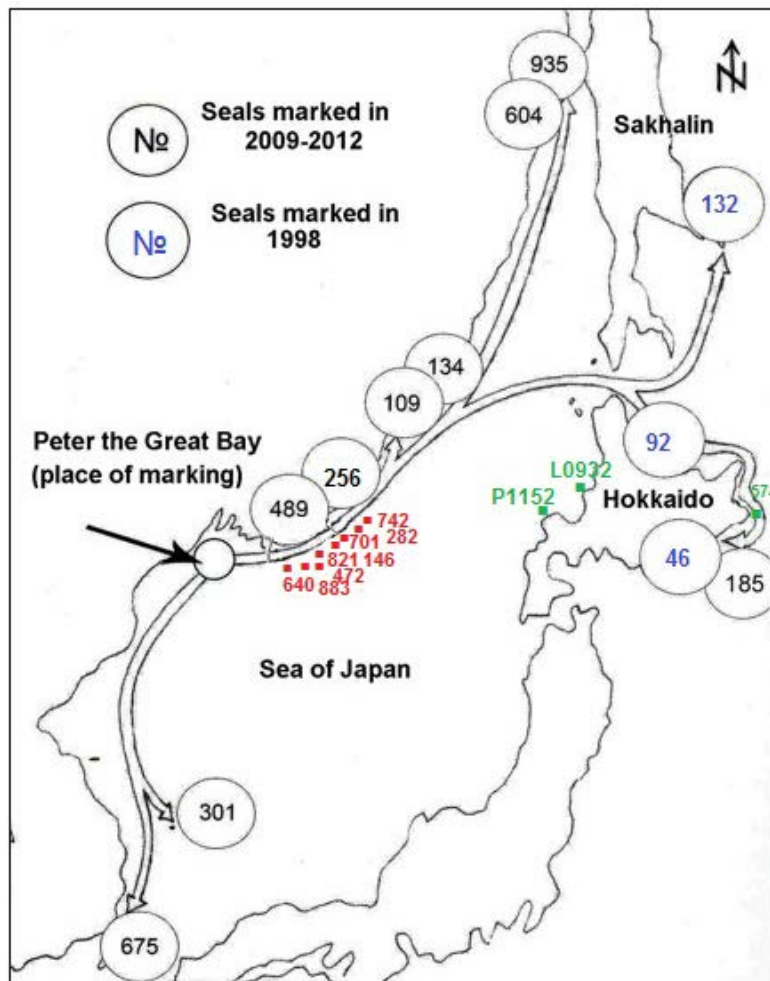 935
N
604
Sakhalin
№
Seals marked in
2009-2012
№
Seals marked in
1998
132
134
109
Peter the Great Bay
(place of marking)
256
92
L0932
P1152
Hokkaido
489
742
701
282
821
146
46
185
640
472
883
Sea of Japan
301
675